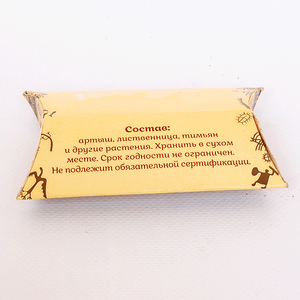 Состав:
артыш, лиственница, тимьян
и другие растения. Хранить в сухом
месте. Срок годности не ограничен.
Не подлежит обязательной сертификации.